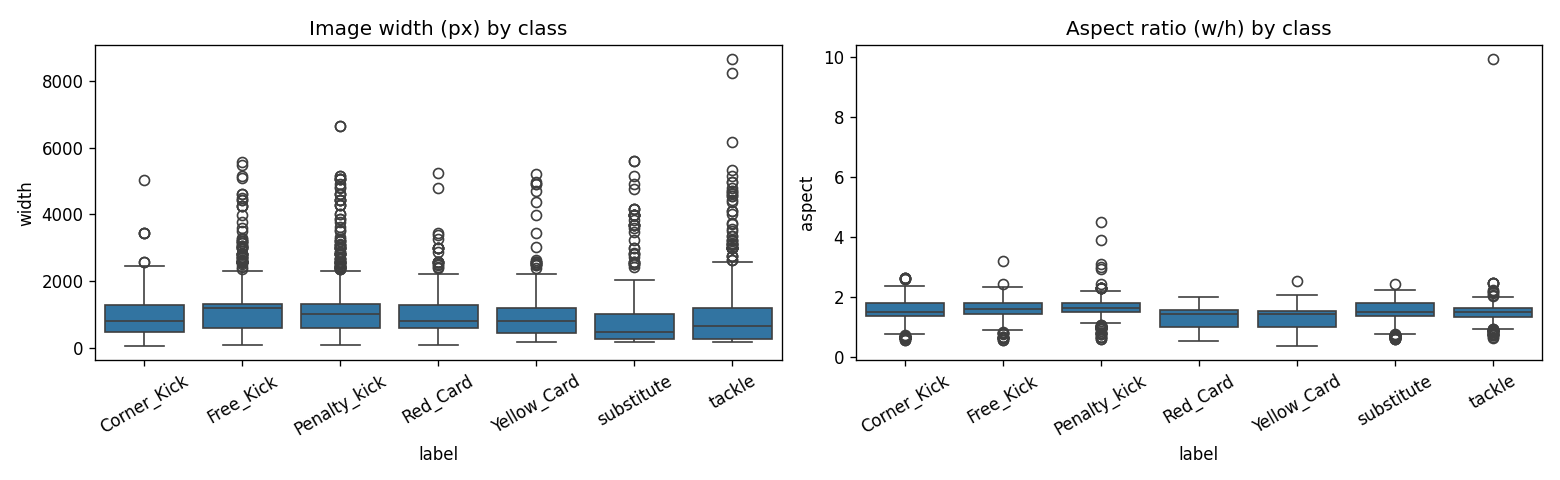 Image width (px) by class
8000
6000
4000
2000
0
width
Corner_Kick
Free_Kick
Penalty_kick
Red_Card
Yellow_Card
substitute
tackle
label
Aspect ratio (w/h) by class
10
8
6
4
2
0
aspect
Corner_Kick
Free_Kick
Penalty_kick
Red_Card
Yellow_Card
substitute
tackle
label